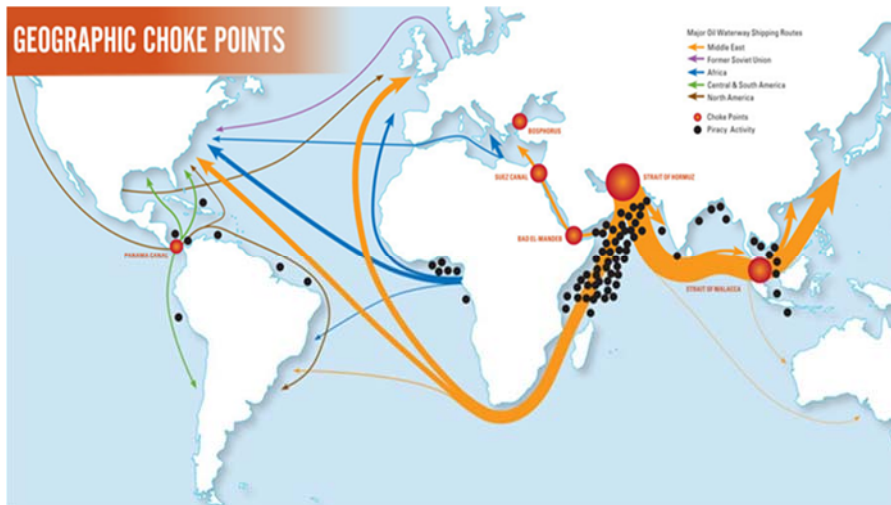 GEOGRAPHIC CHOKE POINTS
Major Oil Waterway Shipping Routes
Middle East
Former Soviet Union
Africa
Central & South America
North America
Choke Points
Piracy Activity
BOSPHORUS
SUEZ CANAL
STRAIT OF HORMUZ
BAD EL-MANDEB
PANAMA CANAL
STRAIT OF MALACCA